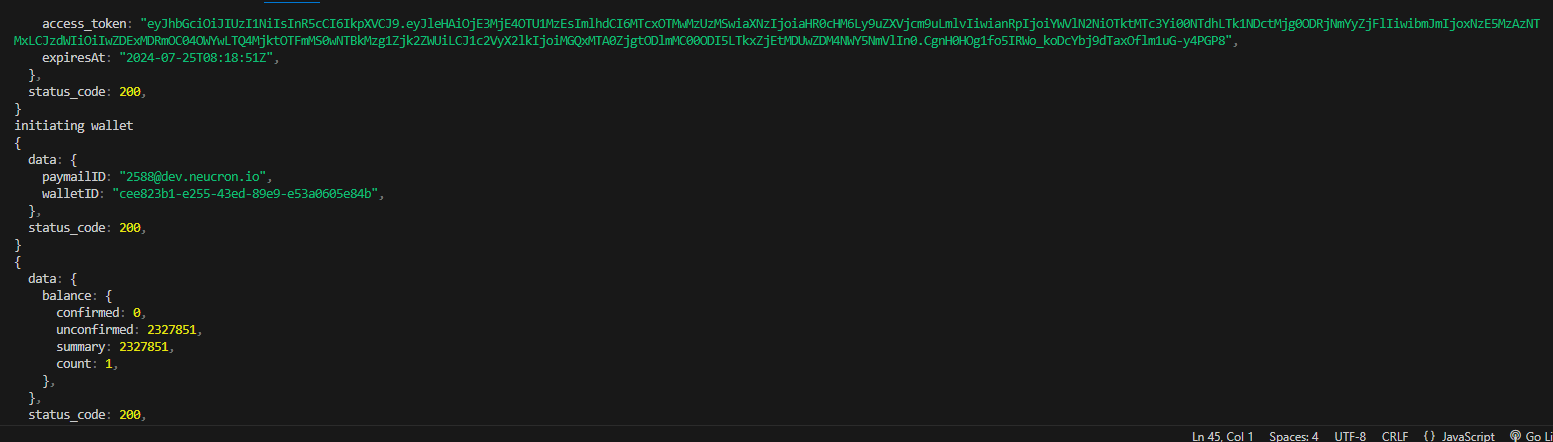 access_token: "eyJhbGciOiJIUzI1NiIsInR5cCI6IkpXVCJ9.eyJleHAiOjE3MjE4OTU1MzEsImlhdCI6MTcxOTMwMzUzMSwiaXNzIjoiaHR0cHM6Ly9uZXVjcm9uLmlvIiwianRpIjoiYWVlN2NiOTktMTc3Yi00NTdhLTk1NDctMjg0ODRjNmYyZjFlIiwibmJmIjoxNzE5MzAzNT
MxLCJzdWIiOiIwZDExMDRmOC04OWYwLTQ4MjktOTFmMS0wNTBkMzg1Zjk2ZWUiLCJ1c2VyX2lkIjoiMGQxMTA0ZjgtODlmMC00ODI5LTkxZjEtMDUwZDM4NWY5NmVlIn0.CgnH0HOg1fo5IRWo_koDcYbj9dTaxOflm1uG-y4PGP8",
expiresAt: "2024-07-25T08:18:51Z",
},
status_code: 200,
}
initiating wallet
{
data: {
paymailID: "2588@dev.neucron.io",
walletID: "cee823b1-e255-43ed-89e9-e53a0605e84b",
},
status_code: 200,
}
{
data: {
balance: {
confirmed: 0,
unconfirmed: 2327851,
summary: 2327851,
count: 1,
},
},
status_code: 200,
Ln 45, Col 1 Spaces: 4 UTF-8 CRLF {} JavaScript Go Li